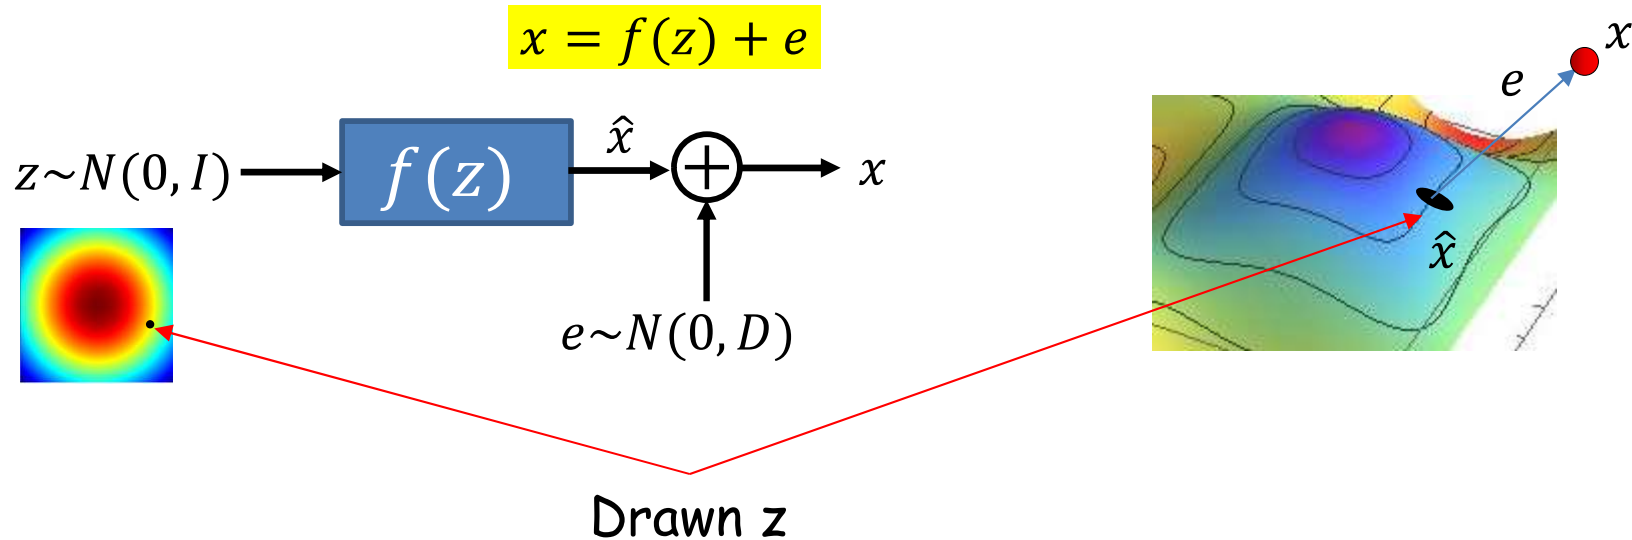 x = f(z) + e
z~N(0, I)
f(z)
x̂
x
e~N(0, D)
Drawn z
x
e
x̂